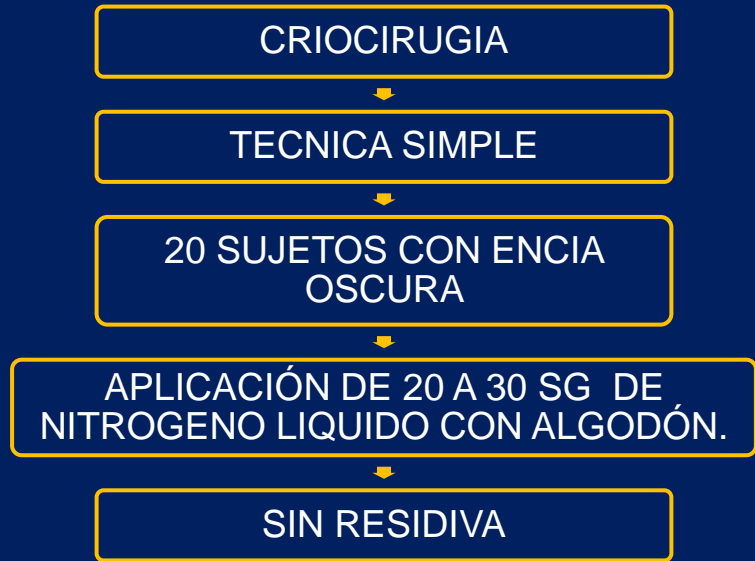 CRIOCIRUGIA
TECNICA SIMPLE
20 SUJETOS CON ENCIA
OSCURA
APLICACIÓN DE 20 A 30 SG DE
NITROGENO LIQUIDO CON ALGODÓN.
SIN RESIDIVA